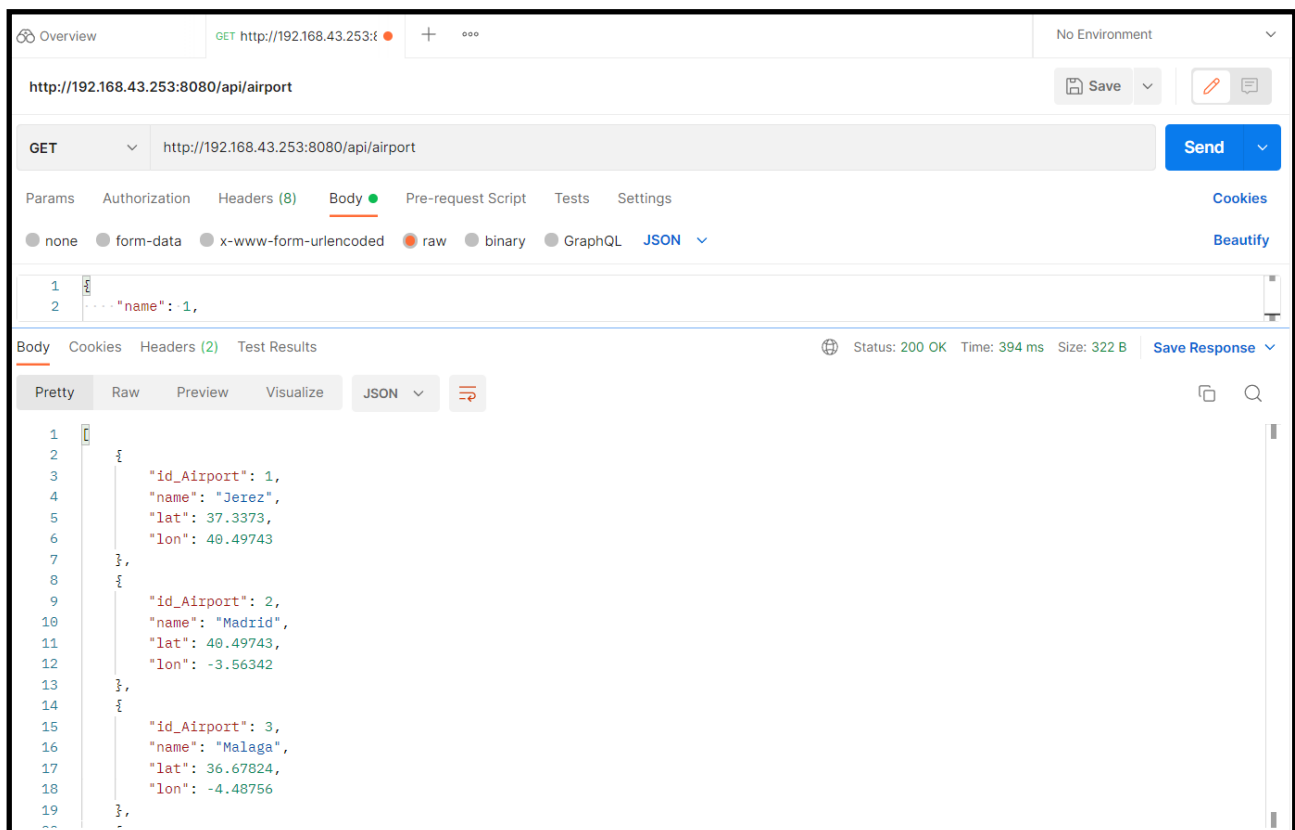 Overview GET http://192.168.43.253:8 No Environment
http://192.168.43.253:8080/api/airport Save
GET http://192.168.43.253:8080/api/airport Send
Params Authorization Headers (8) Body Pre-request Script Tests Settings Cookies
none form-data x-www-form-urlencoded raw binary GraphQL JSON Beautify
1 {
2 "name": 1,
Body Cookies Headers (2) Test Results Status: 200 OK Time: 394 ms Size: 322 B Save Response
Pretty Raw Preview Visualize JSON
1 [
2 {
3 "id_Airport": 1,
4 "name": "Jerez",
5 "lat": 37.3373,
6 "lon": 40.49743
7 },
8 {
9 "id_Airport": 2,
10 "name": "Madrid",
11 "lat": 40.49743,
12 "lon": -3.56342
13 },
14 {
15 "id_Airport": 3,
16 "name": "Malaga",
17 "lat": 36.67824,
18 "lon": -4.48756
19 },